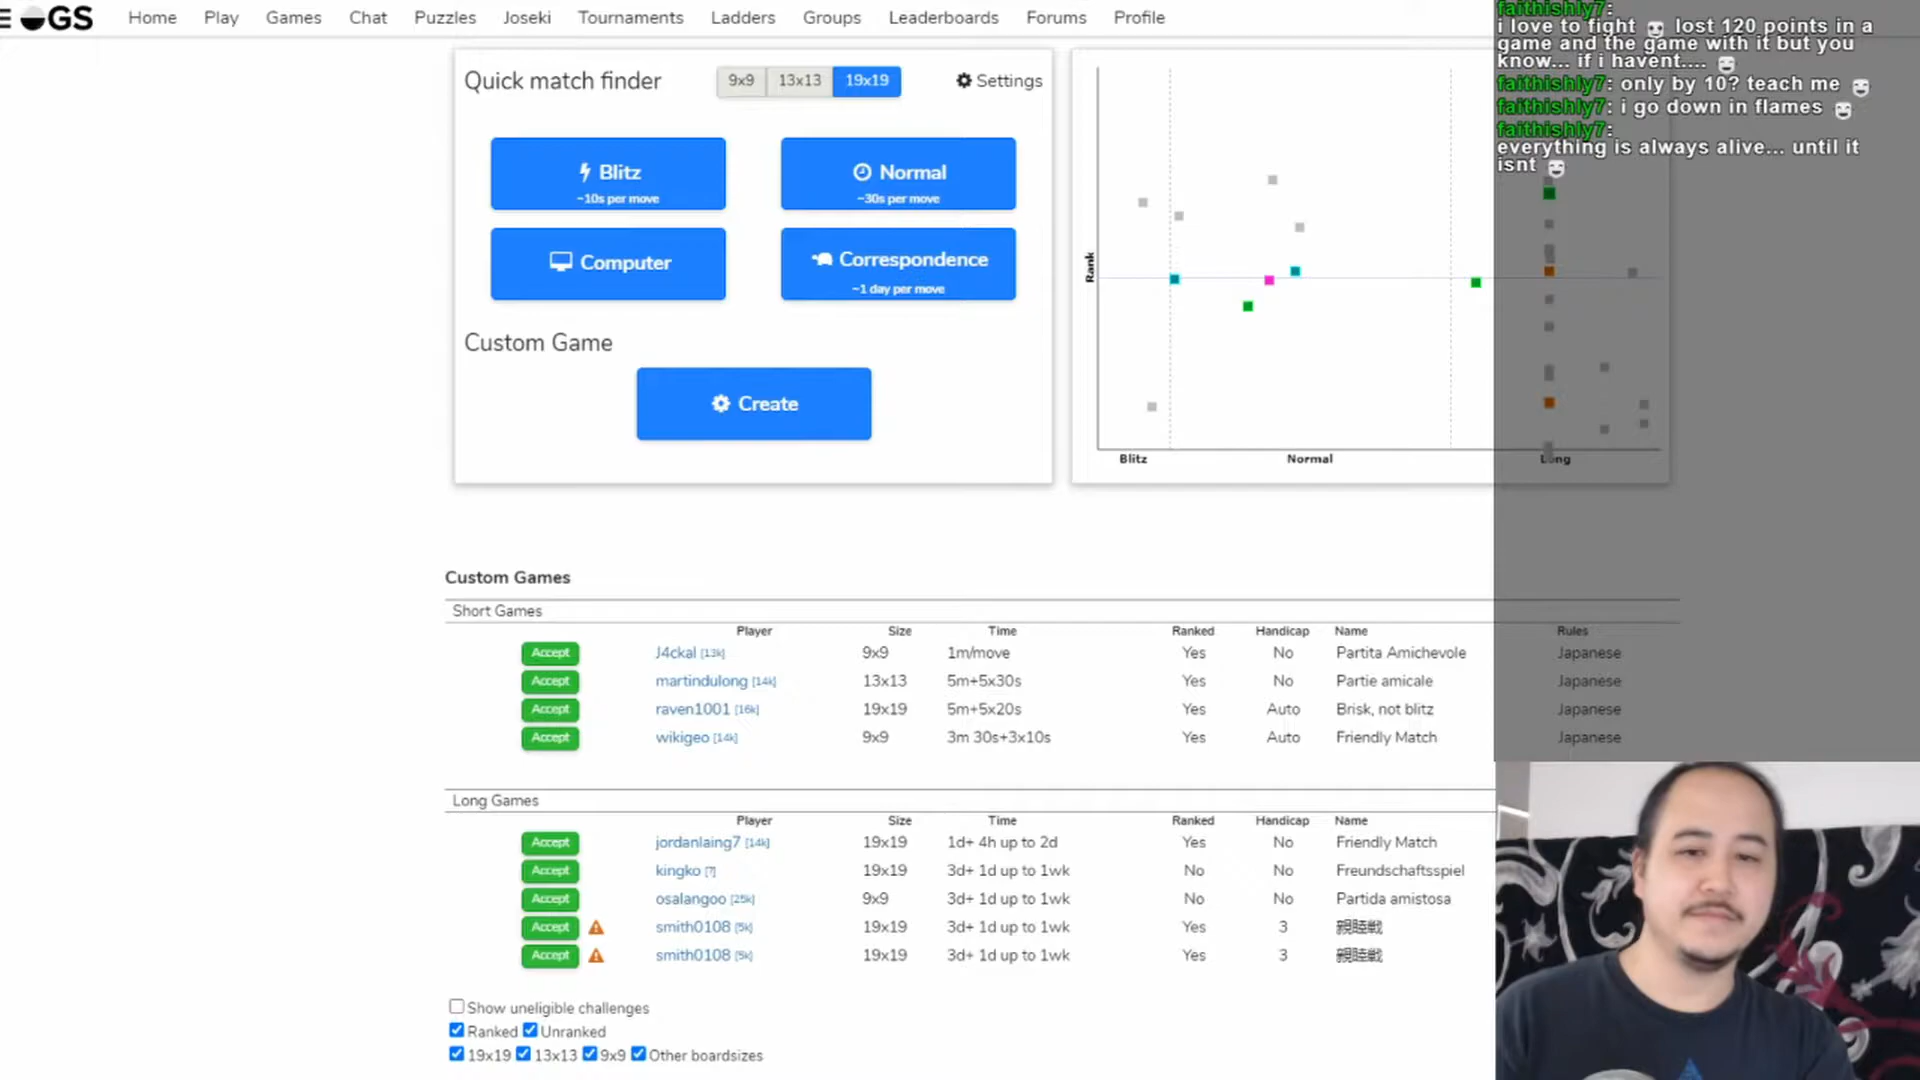 GS Home Play Games Chat Puzzles Joseki Tournaments Ladders Groups Leaderboards Forums Profile
faithishly7:
i love to fight lost 120 points in a
game and the game with it but you
know... if i havent....
faithishly7: only by 10? teach me
faithishly7: i go down in flames
faithishly7:
everything is always alive... until it
isnt
Quick match finder 9x9 13x13 19x19 Settings
Blitz
~10s per move
Normal
~30s per move
Computer
Correspondence
~1 day per move
Custom Game
Create
Rank
Blitz Normal Long
Custom Games
Short Games
Player Size Time Ranked Handicap Name Rules
Accept J4ckal [13k] 9x9 1m/move Yes No Partita Amichevole Japanese
Accept martindulong [14k] 13x13 5m+5x30s Yes No Partie amicale Japanese
Accept raven1001 [16k] 19x19 5m+5x20s Yes Auto Brisk, not blitz Japanese
Accept wikigeo [14k] 9x9 3m 30s+3x10s Yes Auto Friendly Match Japanese
Long Games
Player Size Time Ranked Handicap Name
Accept jordanlaing7 [14k] 19x19 1d+ 4h up to 2d Yes No Friendly Match
Accept kingko [?] 19x19 3d+ 1d up to 1wk No No Freundschaftsspiel
Accept osalangoo [25k] 9x9 3d+ 1d up to 1wk No No Partida amistosa
Accept smith0108 [5k] 19x19 3d+ 1d up to 1wk Yes 3 親睦戦
Accept smith0108 [5k] 19x19 3d+ 1d up to 1wk Yes 3 親睦戦
Show uneligible challenges
Ranked Unranked
19x19 13x13 9x9 Other boardsizes